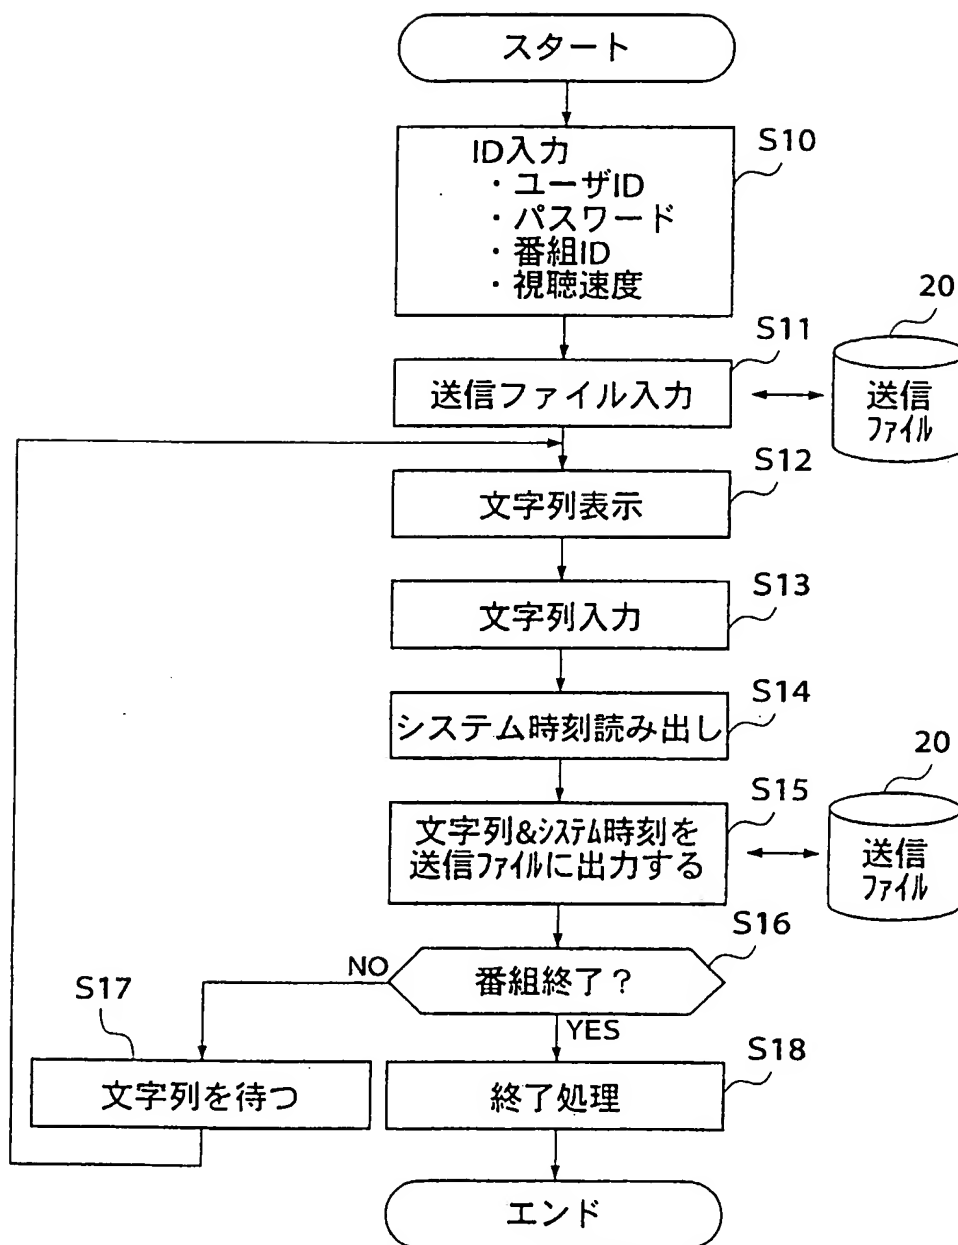 スタート
S10
ID入力
・ユーザID
・パスワード
・番組ID
・視聴速度
S11
送信ファイル入力
20
送信
ファイル
S12
文字列表示
S13
文字列入力
S14
システム時刻読み出し
S15
文字列&システム時刻を
送信ファイルに出力する
20
送信
ファイル
S16
番組終了?
NO
YES
S17
文字列を待つ
S18
終了処理
エンド